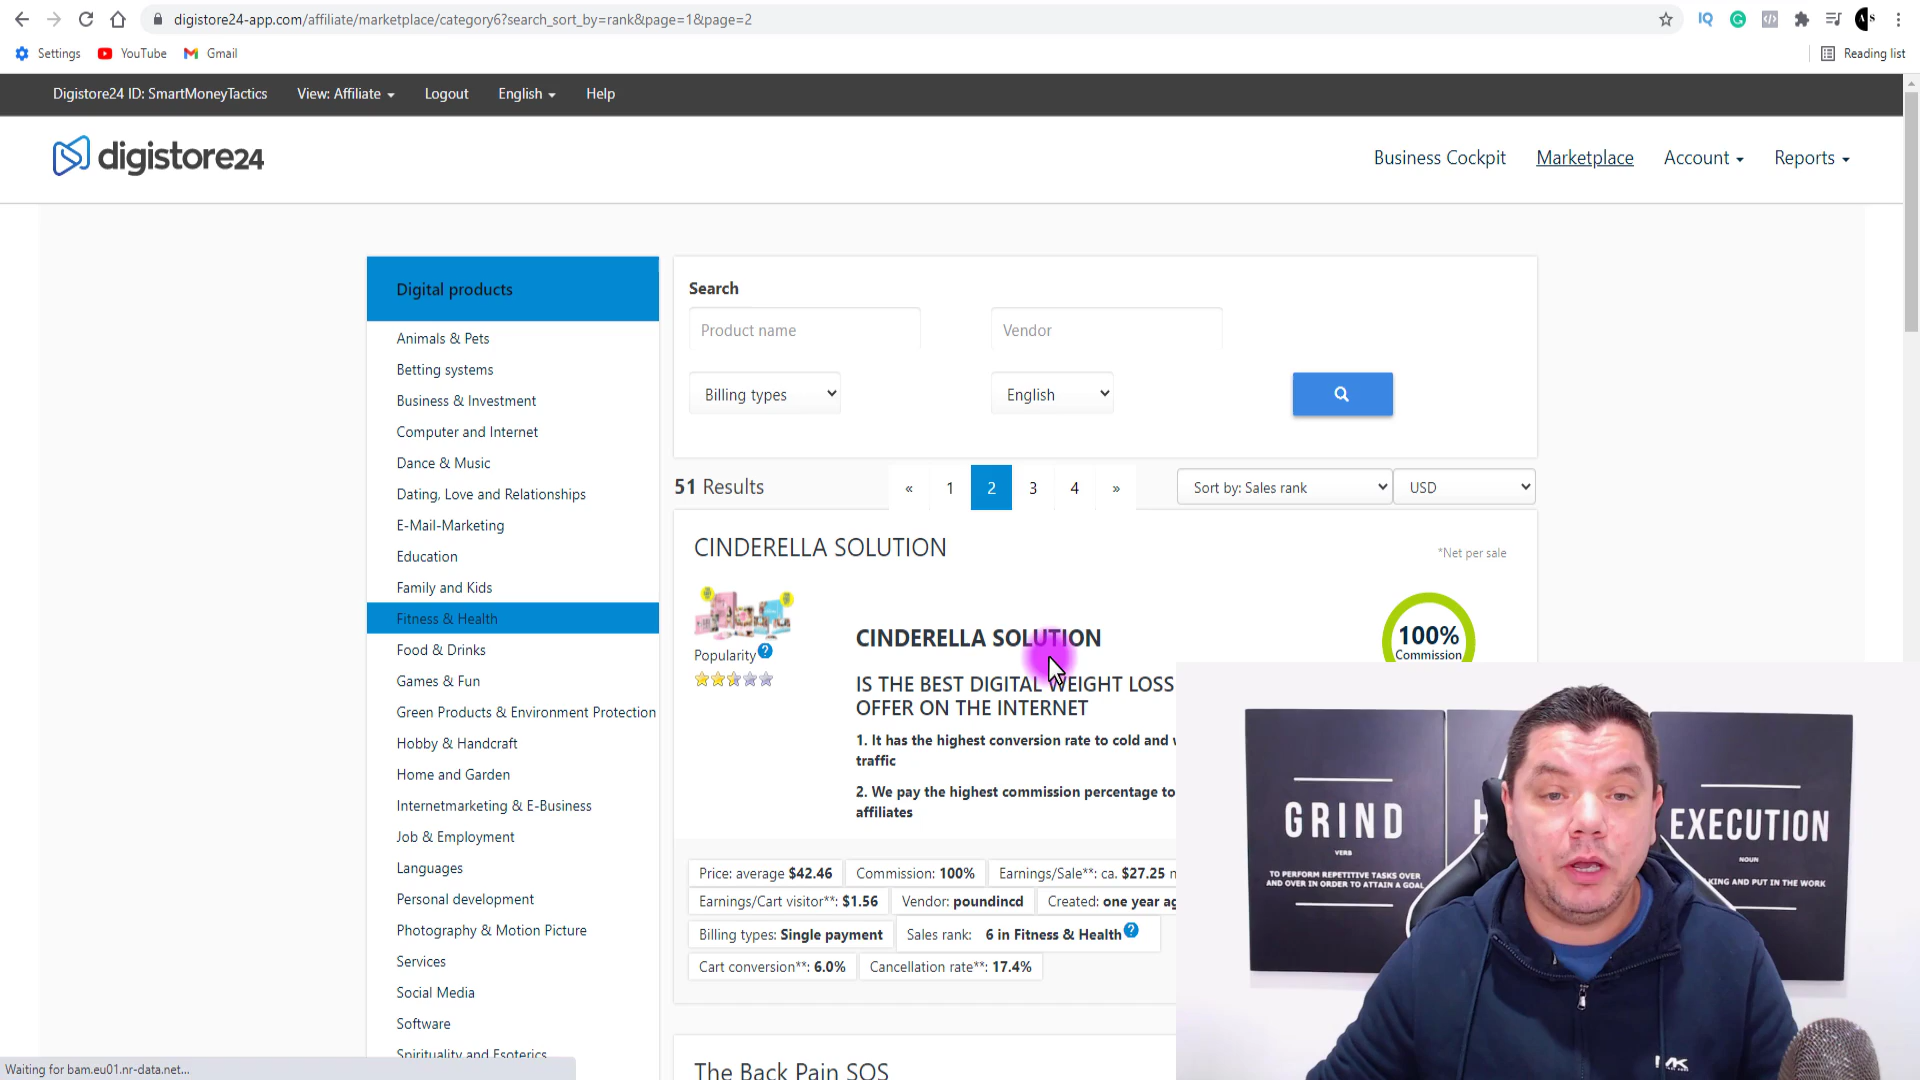 digistore24-app.com/affiliate/marketplace/category6?search_sort_by=rank&page=1&page=2
Settings
YouTube
Gmail
Reading list
Digistore24 ID: SmartMoneyTactics
View: Affiliate
Logout
English
Help
digistore24
Business Cockpit
Marketplace
Account
Reports
Digital products
Animals & Pets
Betting systems
Business & Investment
Computer and Internet
Dance & Music
Dating, Love and Relationships
E-Mail-Marketing
Education
Family and Kids
Fitness & Health
Food & Drinks
Games & Fun
Green Products & Environment Protection
Hobby & Handcraft
Home and Garden
Internetmarketing & E-Business
Job & Employment
Languages
Personal development
Photography & Motion Picture
Services
Social Media
Software
Spirituality and Esoterics
Waiting for bam.eu01.nr-data.net...
Search
Product name
Vendor
Billing types
English
51 Results
« 1 2 3 4 »
Sort by: Sales rank
USD
CINDERELLA SOLUTION
*Net per sale
Popularity
CINDERELLA SOLUTION
IS THE BEST DIGITAL WEIGHT LOSS
OFFER ON THE INTERNET
1. It has the highest conversion rate to cold and
traffic
2. We pay the highest commission percentage to
affiliates
100%
Commission
Price: average $42.46
Commission: 100%
Earnings/Sale**: ca. $27.25
Earnings/Cart visitor**: $1.56
Vendor: poundincd
Created: one year
Billing types: Single payment
Sales rank: 6 in Fitness & Health
Cart conversion**: 6.0%
Cancellation rate**: 17.4%
The Back Pain SOS
GRIND
VERB
TO PERFORM REPETITIVE TASKS OVER
AND OVER IN ORDER TO ATTAIN A GOAL
EXECUTION
NOUN
AND PUT IN THE WORK